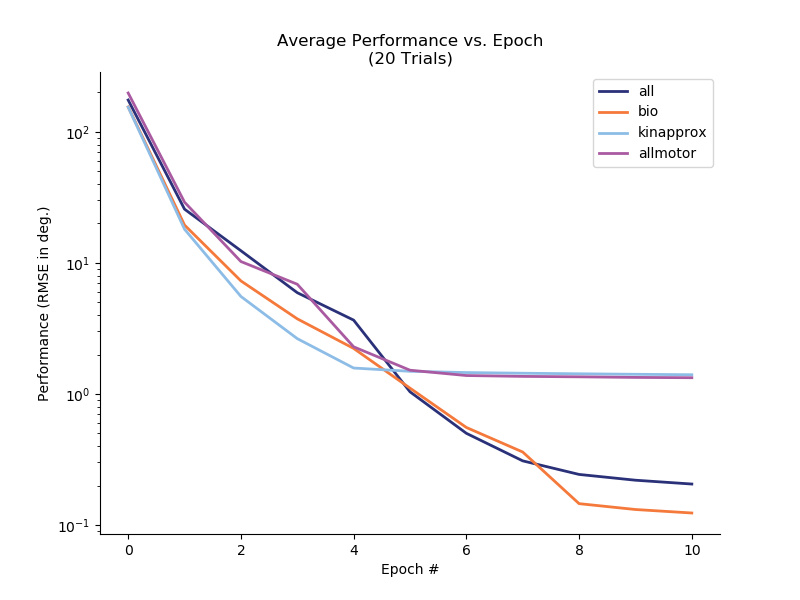 Average Performance vs. Epoch
(20 Trials)
all
bio
kinapprox
allmotor
Performance (RMSE in deg.)
10²
10¹
10⁰
10⁻¹
0 2 4 6 8 10
Epoch #